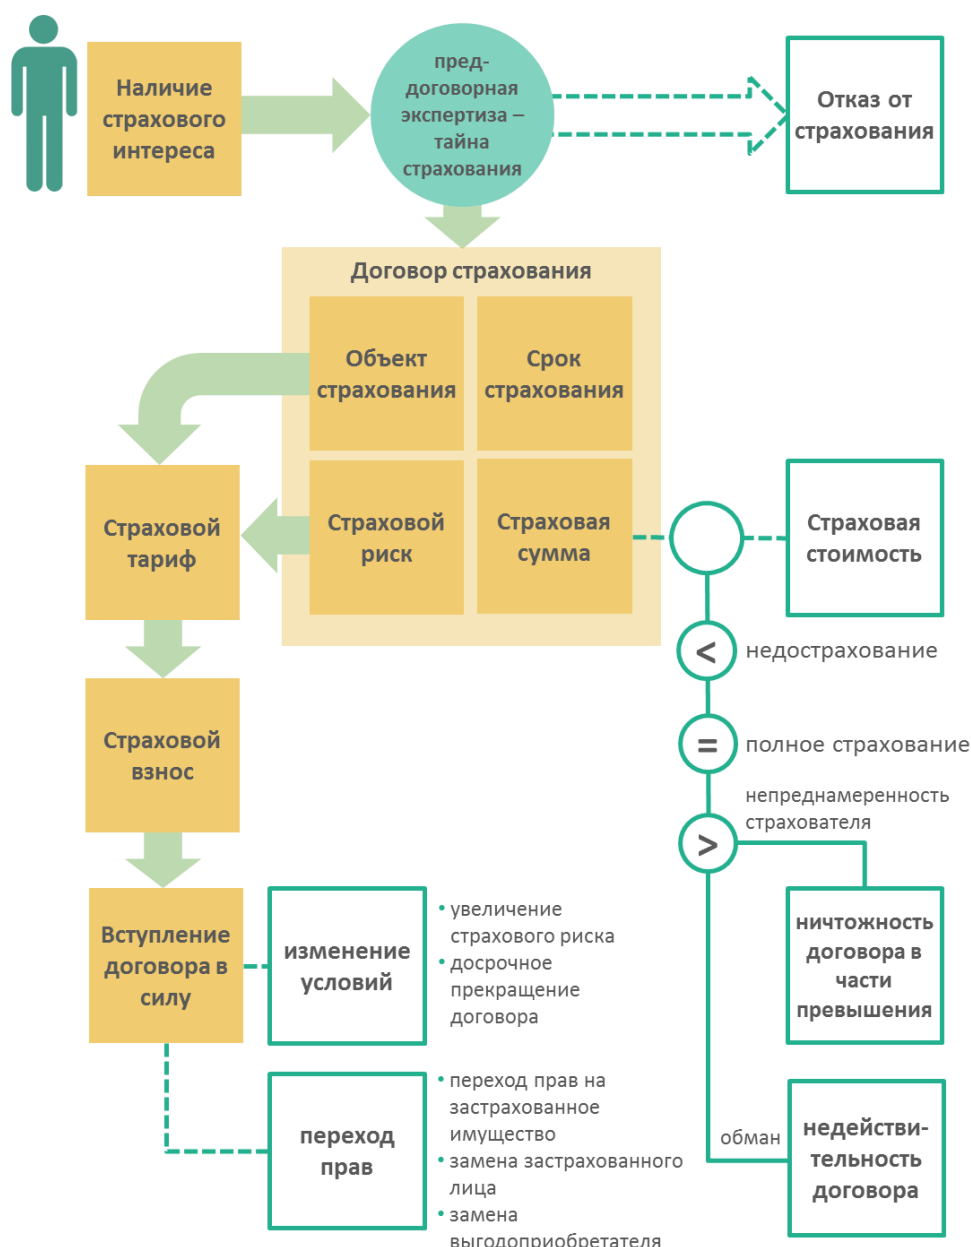 Наличие
страхового
интереса
пред-
договорная
экспертиза –
тайна
страхования
Отказ от
страхования
Договор страхования
Объект
страхования
Срок
страхования
Страховой
тариф
Страховой
риск
Страховая
сумма
Страховая
стоимость
<
недострахование
=
полное страхование
непреднамеренность
страхователя
>
Страховой
взнос
Вступление
договора в
силу
изменение
условий
• увеличение
страхового риска
• досрочное
прекращение
договора
ничтожность
договора в
части
превышения
переход
прав
• переход прав на
застрахованное
имущество
• замена застрахованного
лица
• замена
выгодоприобретателя
обман
недействи-
тельность
договора